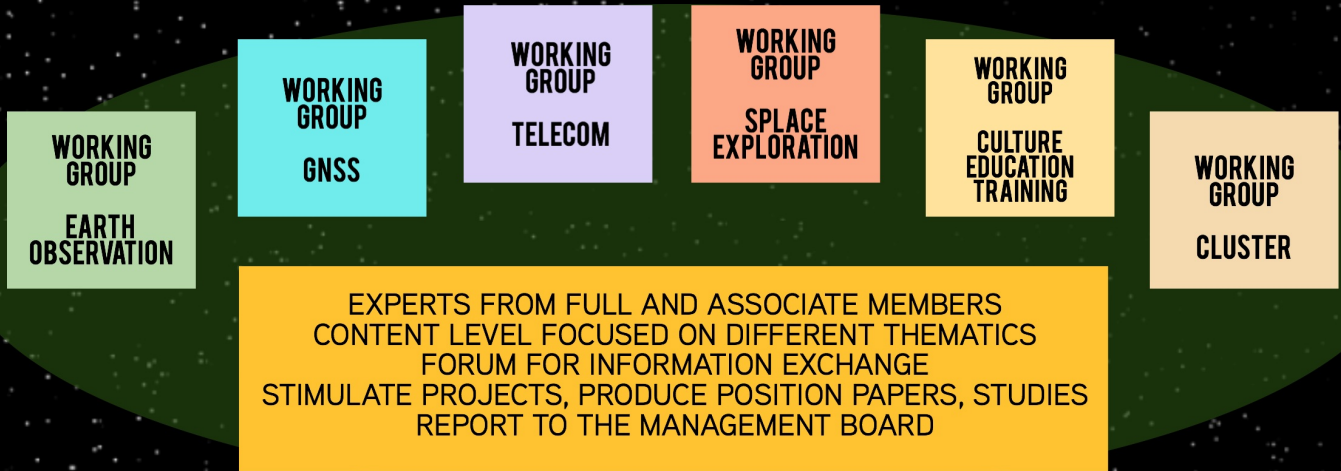 WORKING
GROUP
EARTH
OBSERVATION
WORKING
GROUP
GNSS
WORKING
GROUP
TELECOM
WORKING
GROUP
SPLACE
EXPLORATION
WORKING
GROUP
CULTURE
EDUCATION
TRAINING
WORKING
GROUP
CLUSTER
EXPERTS FROM FULL AND ASSOCIATE MEMBERS
CONTENT LEVEL FOCUSED ON DIFFERENT THEMATICS
FORUM FOR INFORMATION EXCHANGE
STIMULATE PROJECTS, PRODUCE POSITION PAPERS, STUDIES
REPORT TO THE MANAGEMENT BOARD